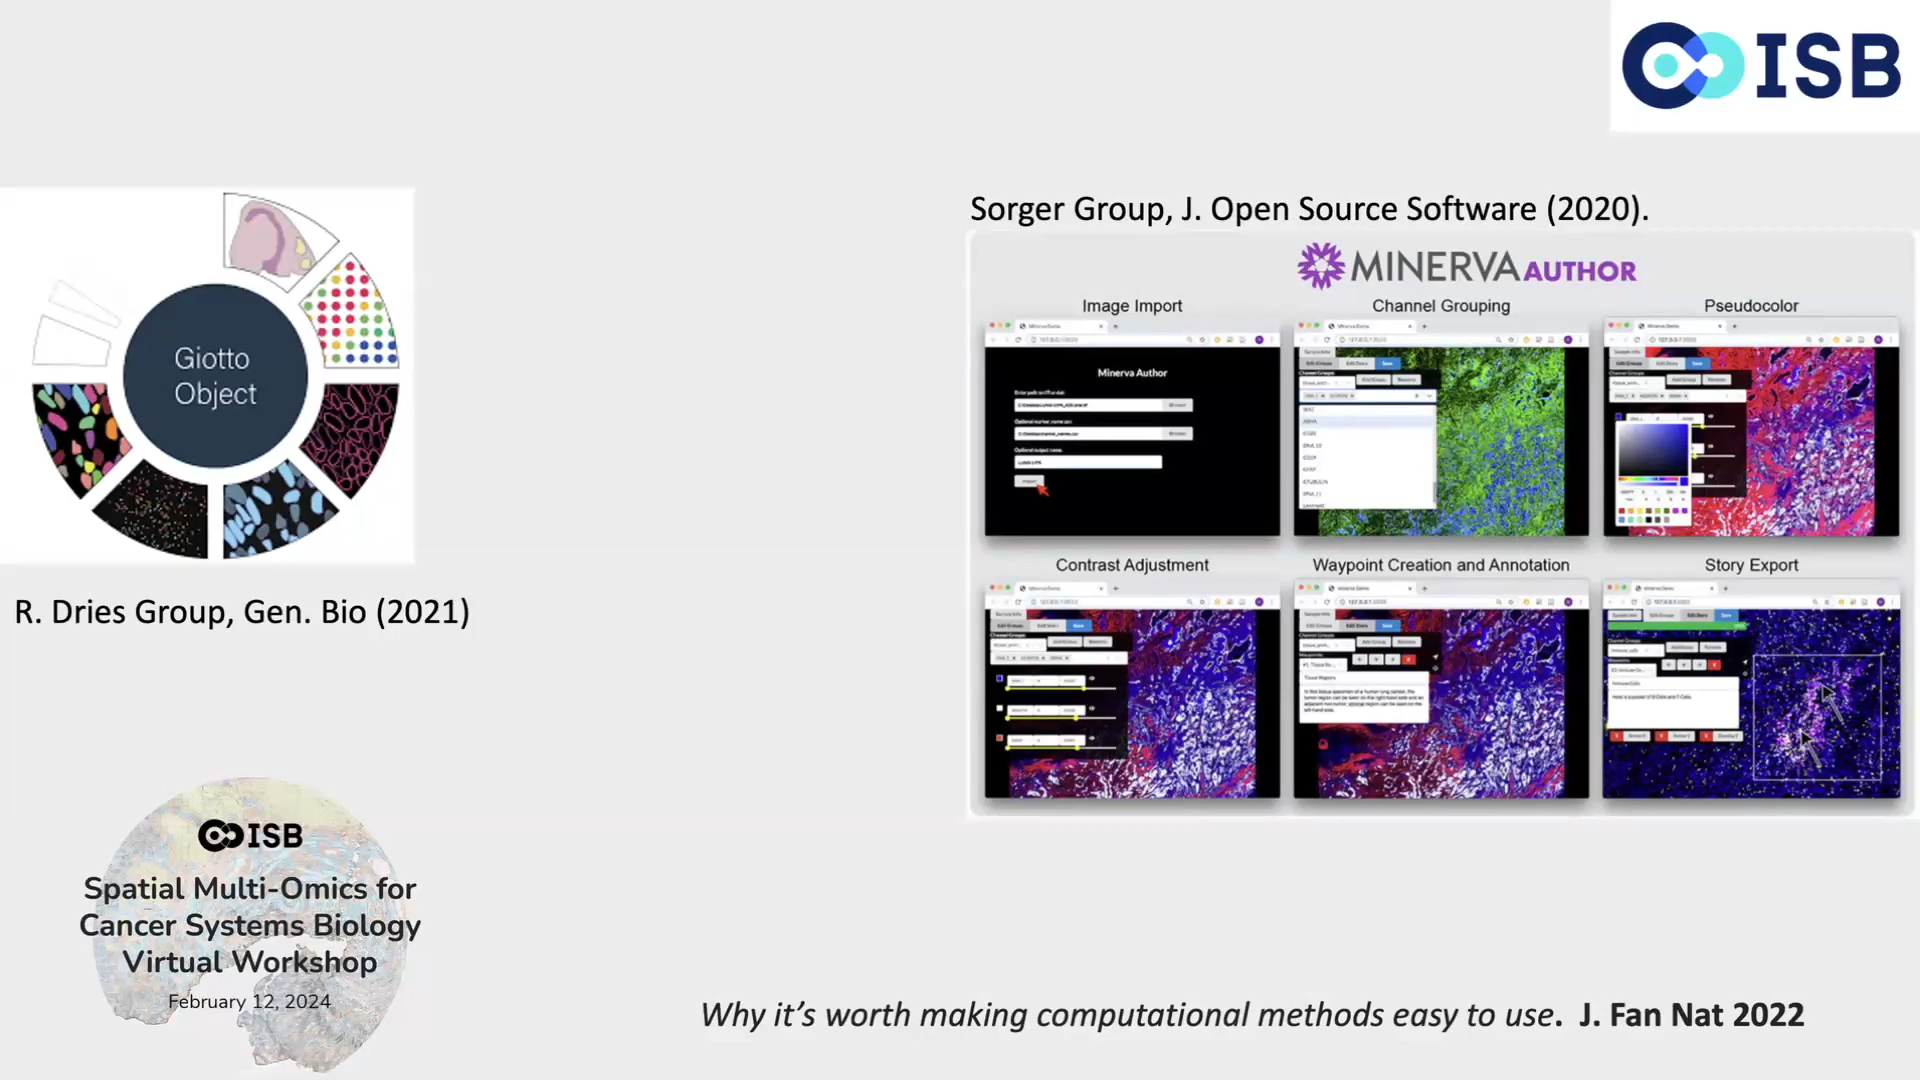 ISB
Sorger Group, J. Open Source Software (2020).
MINERVA AUTHOR
Image Import
Channel Grouping
Pseudocolor
Minerva Author
Giotto
Object
Contrast Adjustment
Waypoint Creation and Annotation
Story Export
R. Dries Group, Gen. Bio (2021)
Tissue Regions
ISB
Spatial Multi-Omics for
Cancer Systems Biology
Virtual Workshop
February 12, 2024
Why it’s worth making computational methods easy to use. J. Fan Nat 2022